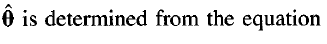 θ̂ is determined from the equation